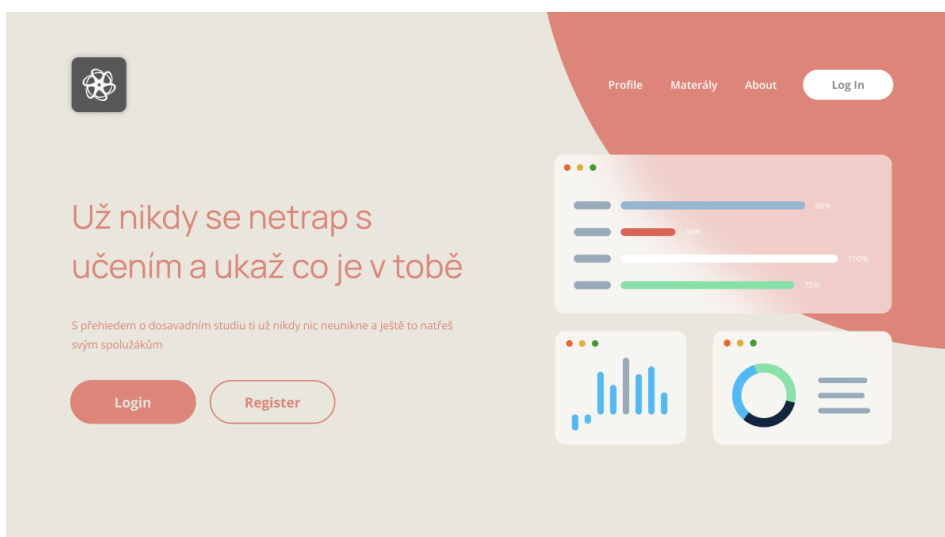 Profile Materály About Log In
Už nikdy se netrap s
učením a ukaž co je v tobě
S přehledem o dosavadním studiu ti už nikdy nic neunikne a ještě to natřeš
svým spolužákům
Login Register
80%
30%
100%
75%